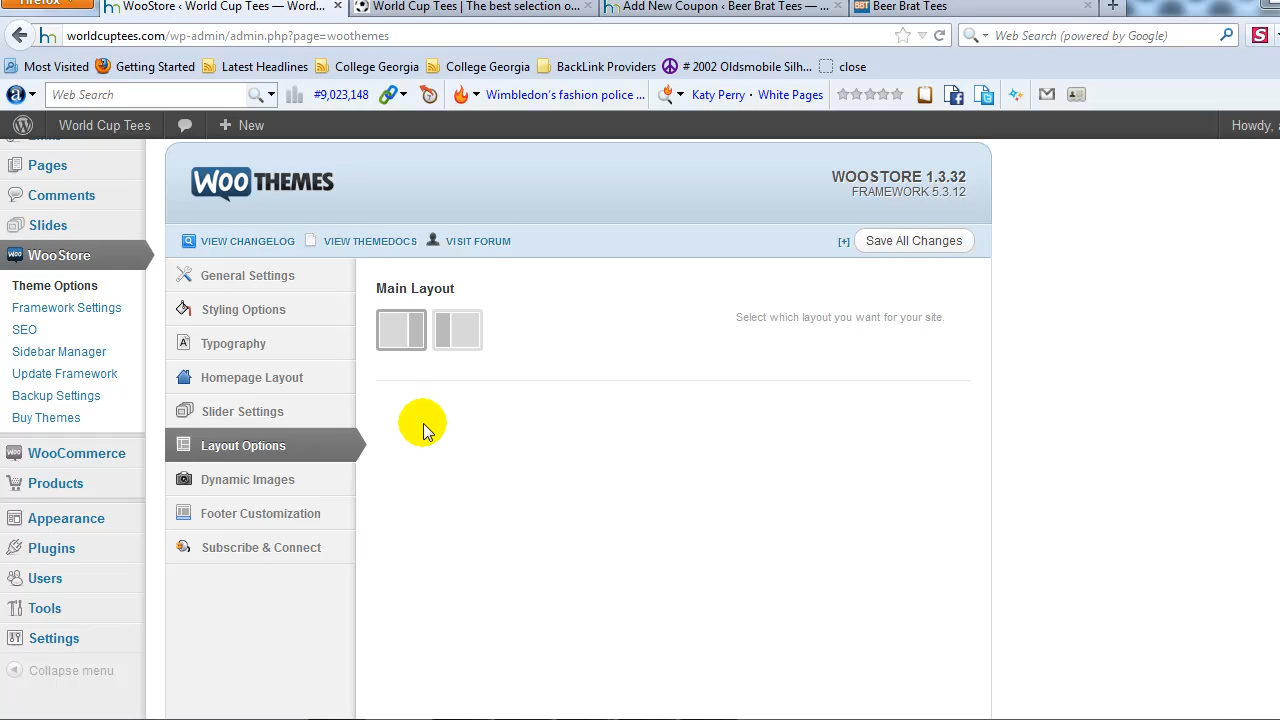 Firefox
WooStore ‹ World Cup Tees — Word... ×
World Cup Tees | The best selection o... ×
Add New Coupon ‹ Beer Brat Tees — ... ×
BBT Beer Brat Tees ×
worldcuptees.com/wp-admin/admin.php?page=woothemes
Web Search (powered by Google)
S
Most Visited Getting Started Latest Headlines College Georgia College Georgia BackLink Providers # 2002 Oldsmobile Silh... close
a Web Search #9,023,148 Wimbledon's fashion police ... Katy Perry · White Pages
World Cup Tees + New Howdy, a
Pages
Comments
Slides
WooStore
Theme Options
Framework Settings
SEO
Sidebar Manager
Update Framework
Backup Settings
Buy Themes
WooCommerce
Products
Appearance
Plugins
Users
Tools
Settings
Collapse menu
WOOTHEMES
WOOSTORE 1.3.32
FRAMEWORK 5.3.12
VIEW CHANGELOG VIEW THEMEDOCS VISIT FORUM [+] Save All Changes
General Settings
Styling Options
Typography
Homepage Layout
Slider Settings
Layout Options
Dynamic Images
Footer Customization
Subscribe & Connect
Main Layout
Select which layout you want for your site.